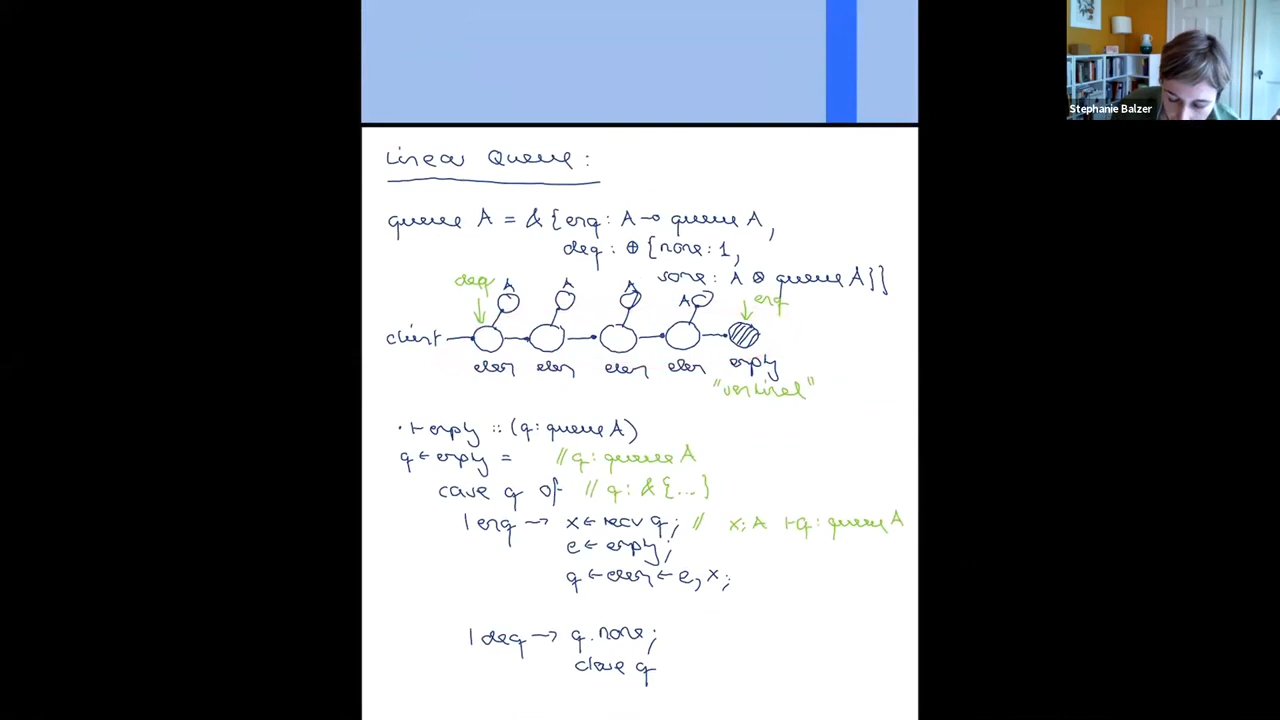 Stephanie Balzer
Linear Queue:
queue A = &{enq: A ⊸ queue A,
deq: ⊕{none: 1,
some: A ⊗ queue A}}
deq A A A A enq
client
elem elem elem elem empty
"sentinel"
· ⊢ empty :: (q: queue A)
q ← empty = // q: queue A
case q of // q: &{...}
| enq → x ← recv q; // x: A ⊢ q: queue A
e ← empty;
q ← elem ← e, x;
| deq → q.none;
close q